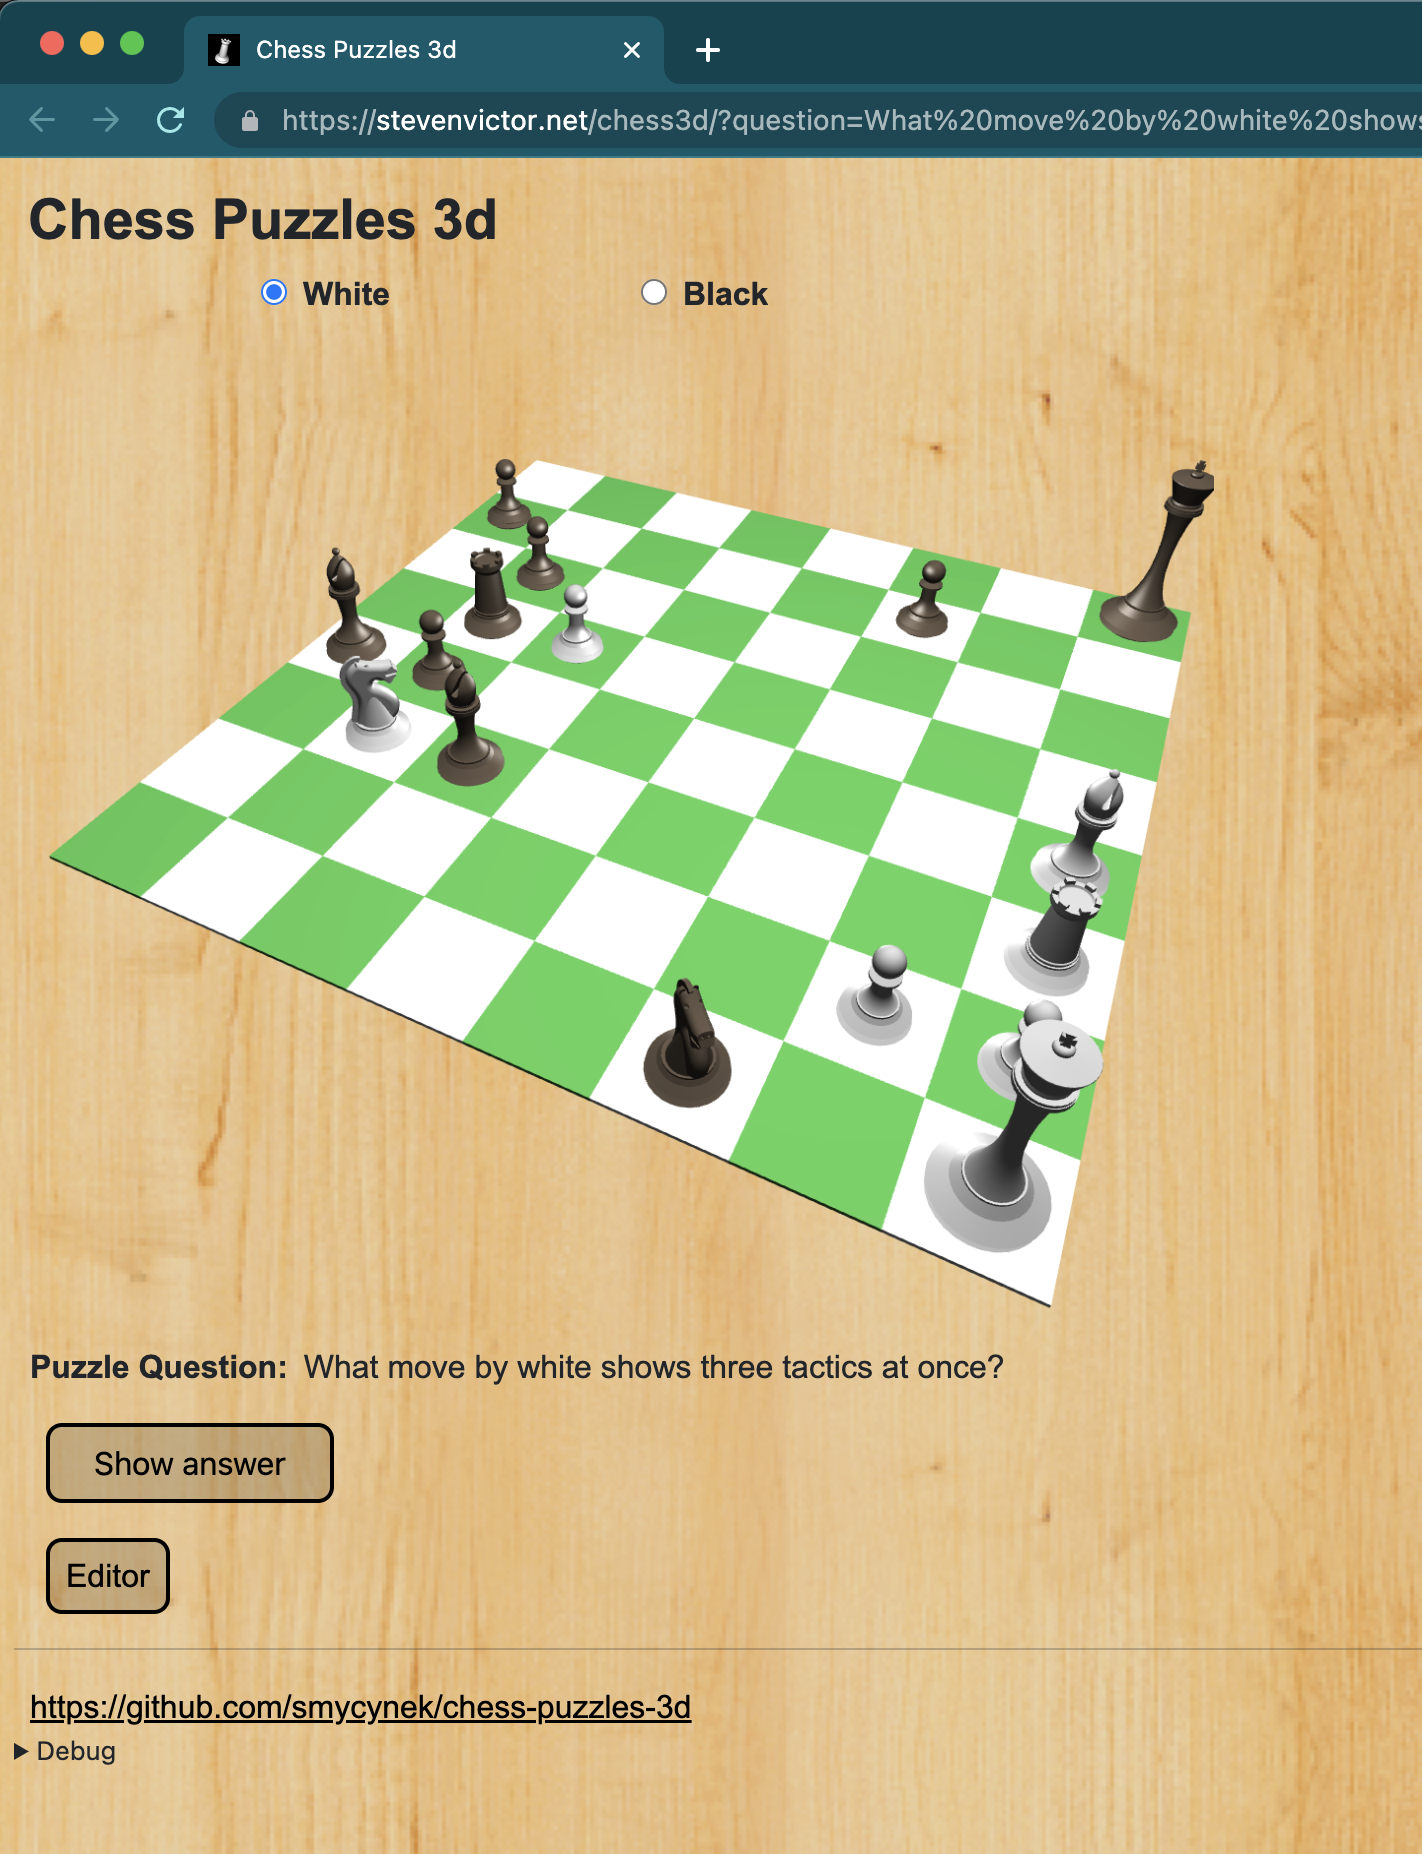 Chess Puzzles 3d
https://stevenvictor.net/chess3d/?question=What%20move%20by%20white%20shows
Chess Puzzles 3d
White Black
Puzzle Question: What move by white shows three tactics at once?
Show answer
Editor
https://github.com/smycynek/chess-puzzles-3d
Debug